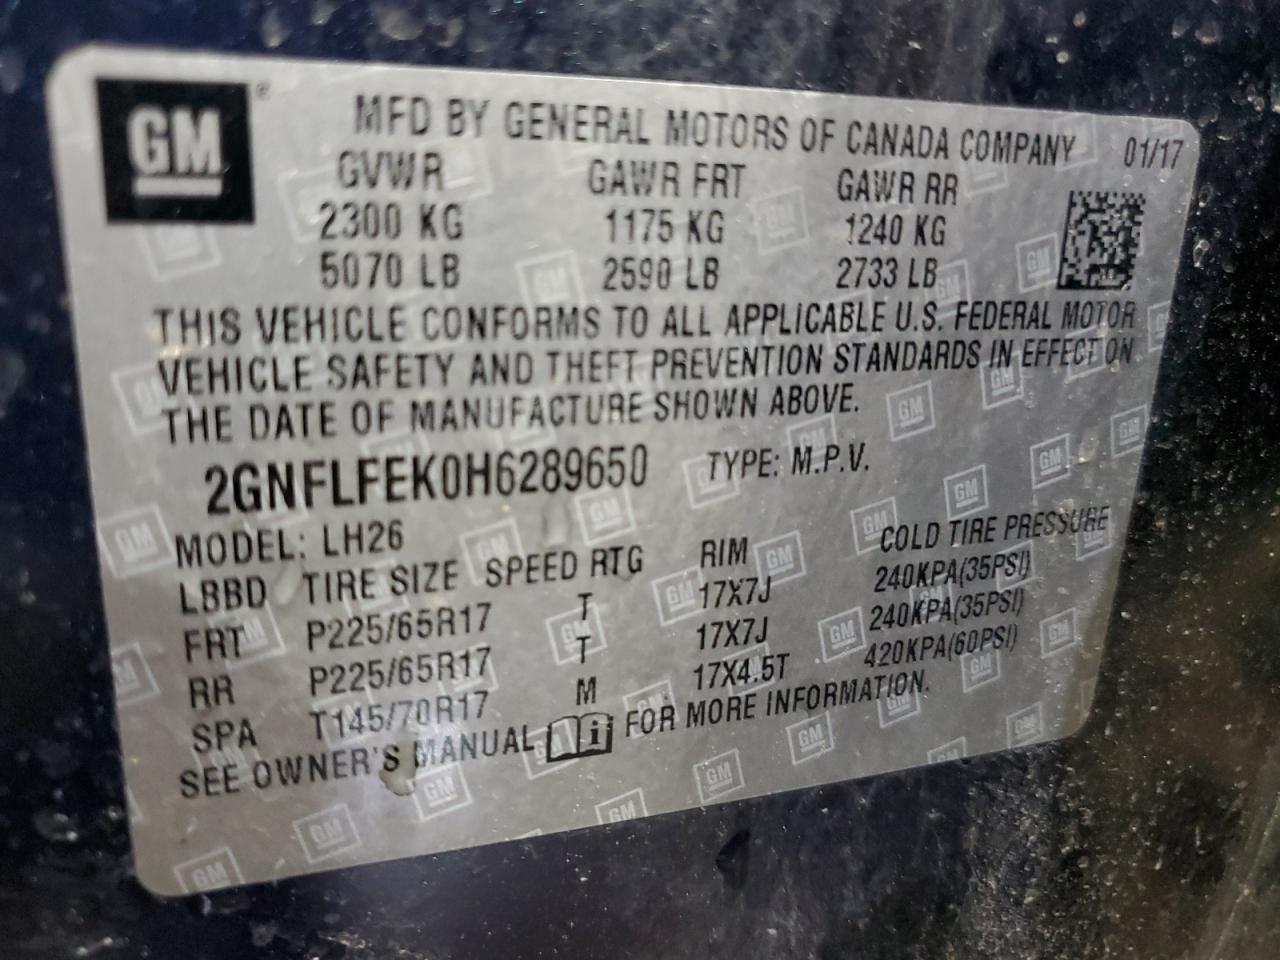 GM ®
MFD BY GENERAL MOTORS OF CANADA COMPANY 01/17
GVWR GAWR FRT GAWR RR
2300 KG 1175 KG 1240 KG
5070 LB 2590 LB 2733 LB
THIS VEHICLE CONFORMS TO ALL APPLICABLE U.S. FEDERAL MOTOR
VEHICLE SAFETY AND THEFT PREVENTION STANDARDS IN EFFECT ON
THE DATE OF MANUFACTURE SHOWN ABOVE.
2GNFLFEK0H6289650 TYPE: M.P.V.
MODEL: LH26
LBBD TIRE SIZE SPEED RTG RIM COLD TIRE PRESSURE
FRT P225/65R17 T 17X7J 240KPA(35PSI)
RR P225/65R17 T 17X7J 240KPA(35PSI)
SPA T145/70R17 M 17X4.5T 420KPA(60PSI)
SEE OWNER'S MANUAL FOR MORE INFORMATION.